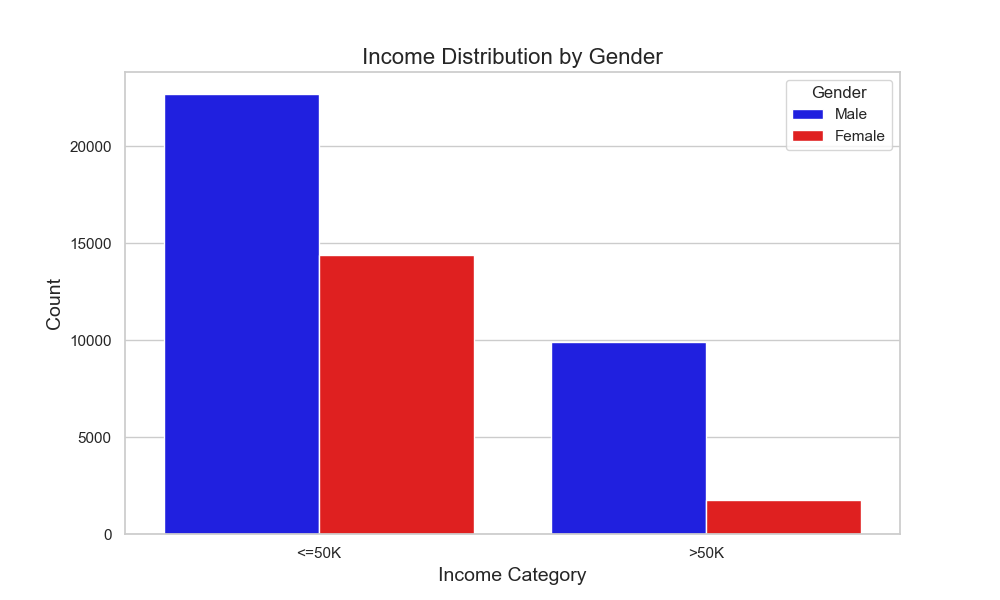 Income Distribution by Gender
Gender
Male
Female
20000
15000
10000
5000
0
Count
<=50K
>50K
Income Category